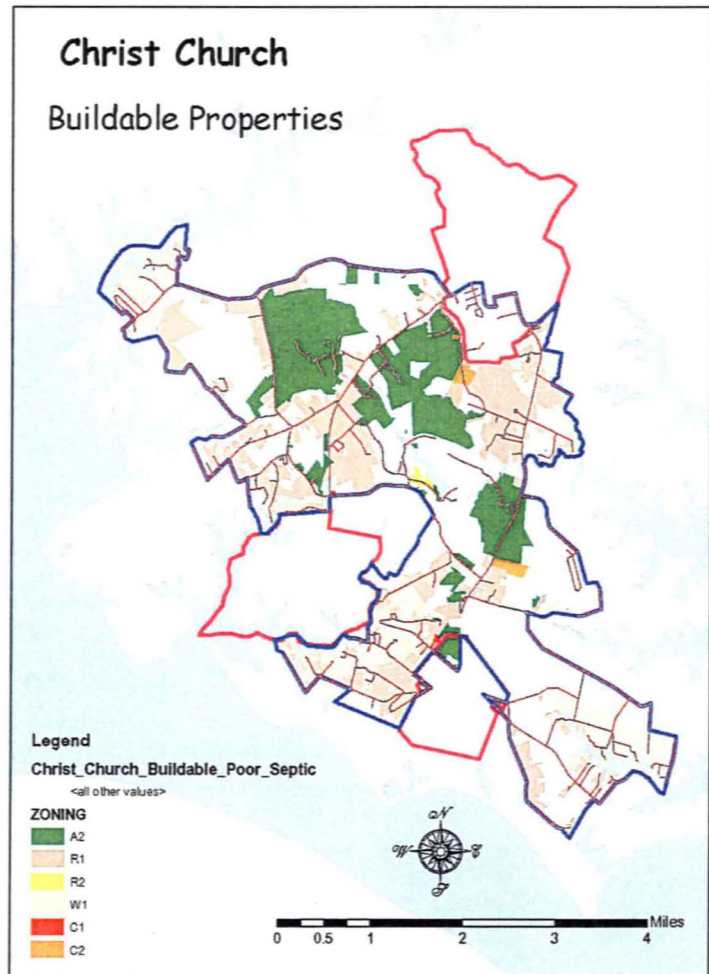 Christ Church
Buildable Properties
Legend
Christ_Church_Buildable_Poor_Septic
<all other values>
ZONING
A2
R1
R2
W1
C1
C2
N
W
E
S
Miles
0 0.5 1 2 3 4